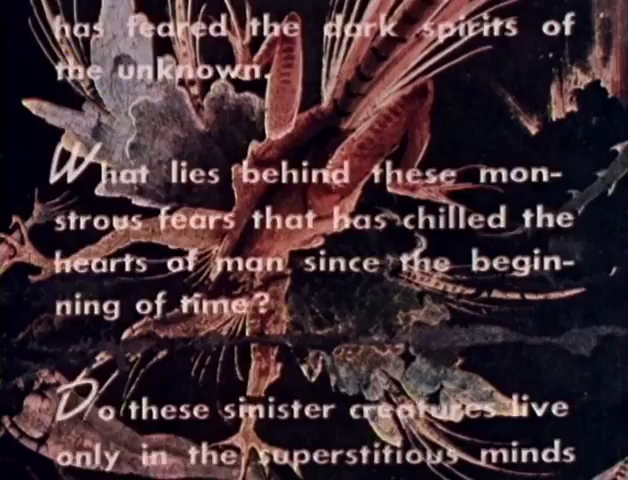 has feared the dark spirits of
the unknown.
What lies behind these mon-
strous fears that has chilled the
hearts of man since the begin-
ning of time?
Do these sinister creatures live
only in the superstitious minds